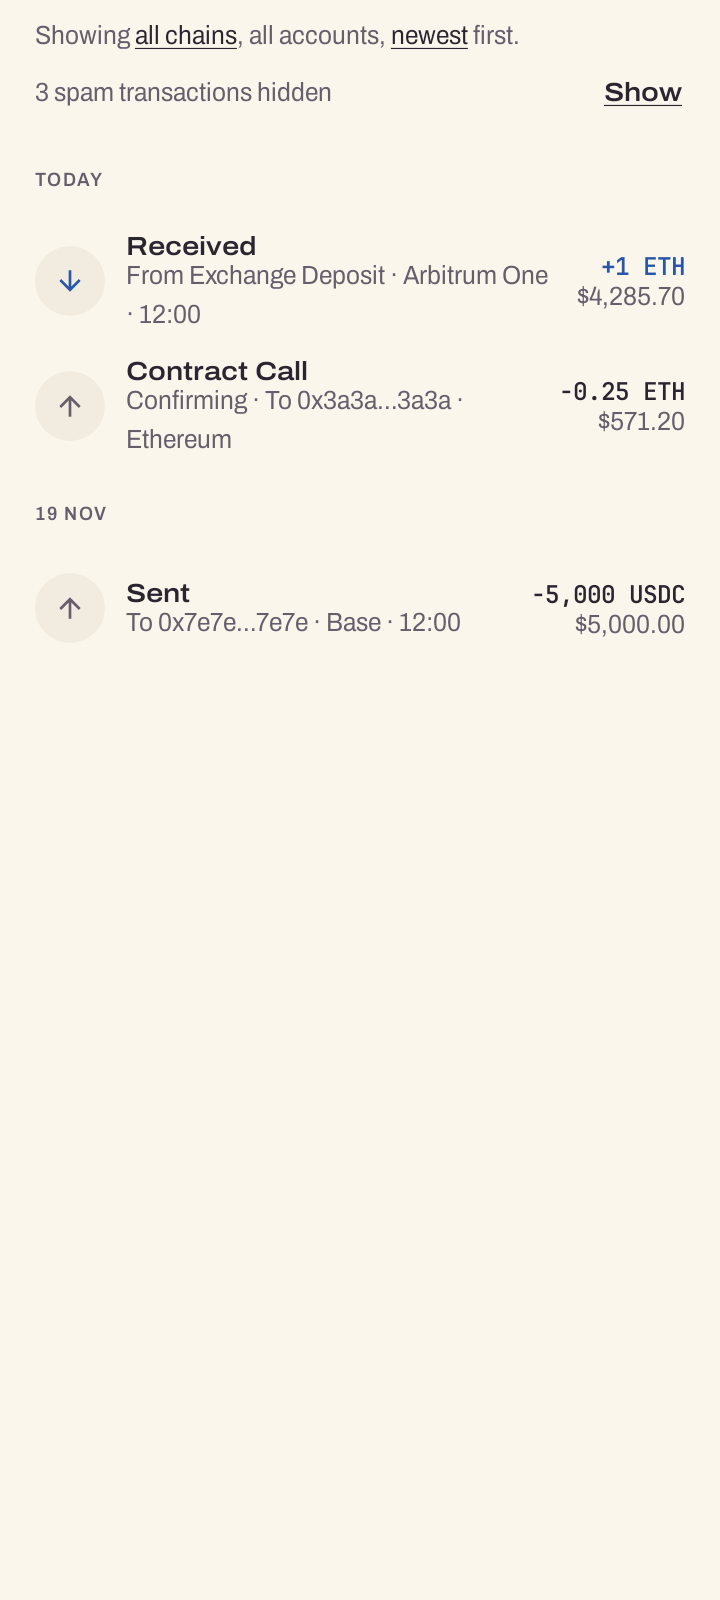 Showing all chains, all accounts, newest first.
3 spam transactions hidden
Show
TODAY
Received
From Exchange Deposit · Arbitrum One
· 12:00
+1 ETH
$4,285.70
Contract Call
Confirming · To 0x3a3a…3a3a ·
Ethereum
-0.25 ETH
$571.20
19 NOV
Sent
To 0x7e7e…7e7e · Base · 12:00
-5,000 USDC
$5,000.00